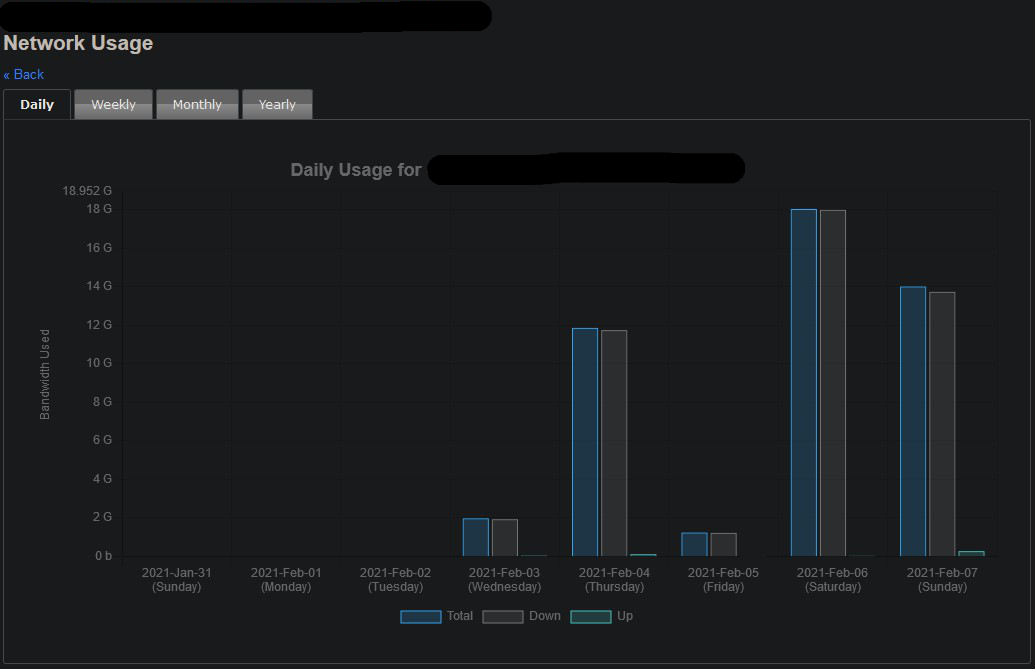 Network Usage
« Back
Daily Weekly Monthly Yearly
Daily Usage for
18.952 G
18 G
16 G
14 G
12 G
10 G
8 G
6 G
4 G
2 G
0 b
Bandwidth Used
2021-Jan-31 2021-Feb-01 2021-Feb-02 2021-Feb-03 2021-Feb-04 2021-Feb-05 2021-Feb-06 2021-Feb-07
(Sunday) (Monday) (Tuesday) (Wednesday) (Thursday) (Friday) (Saturday) (Sunday)
Total Down Up